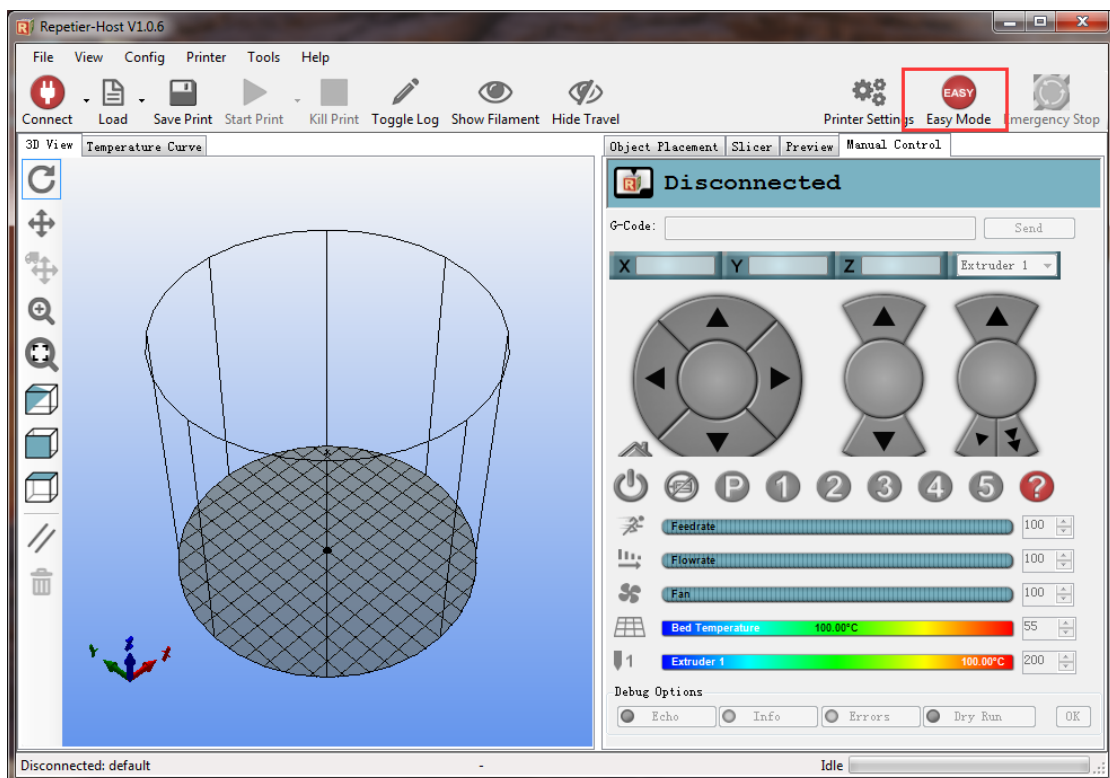 Repetier-Host V1.0.6
File View Config Printer Tools Help
EASY
Connect Load Save Print Start Print Kill Print Toggle Log Show Filament Hide Travel Printer Settings Easy Mode mergency Stop
3D View Temperature Curve Object Placement Slicer Preview Manual Control
R Disconnected
G-Code: Send
X Y Z Extruder 1
P 1 2 3 4 5 ?
Feedrate 100
Flowrate 100
Fan 100
Bed Temperature 100.00°C 55
1 Extruder 1 100.00°C 200
Debug Options
Echo Info Errors Dry Run OK
Disconnected: default - Idle